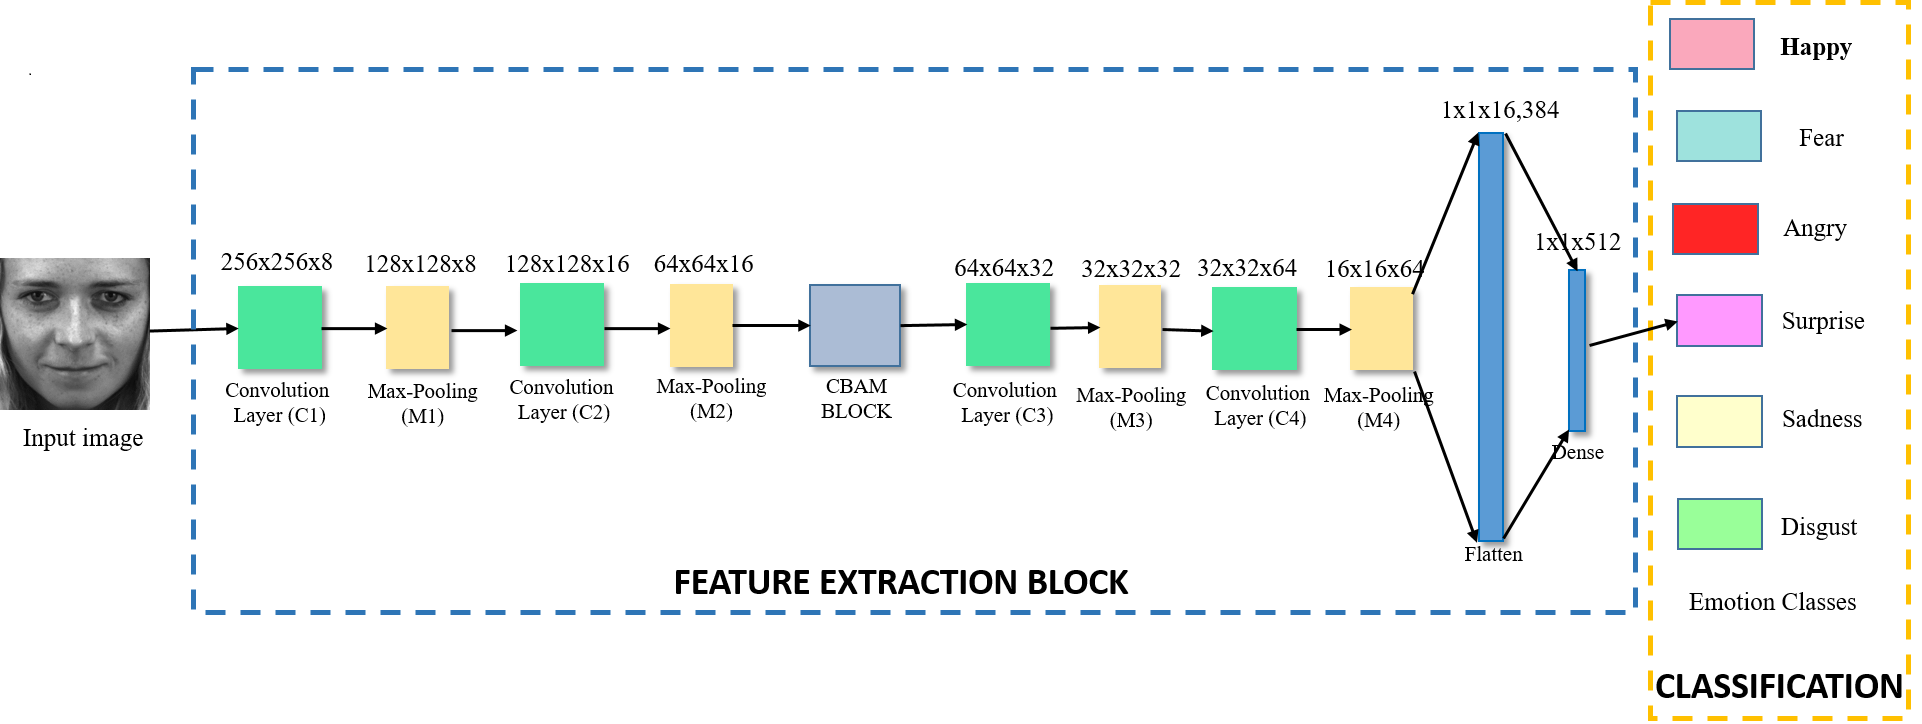 Input image
256x256x8
Convolution
Layer (C1)
128x128x8
Max-Pooling
(M1)
128x128x16
Convolution
Layer (C2)
64x64x16
Max-Pooling
(M2)
CBAM
BLOCK
64x64x32
Convolution
Layer (C3)
32x32x32
Max-Pooling
(M3)
32x32x64
Convolution
Layer (C4)
16x16x64
Max-Pooling
(M4)
1x1x16,384
Flatten
1x1x512
Dense
FEATURE EXTRACTION BLOCK
Happy
Fear
Angry
Surprise
Sadness
Disgust
Emotion Classes
CLASSIFICATION